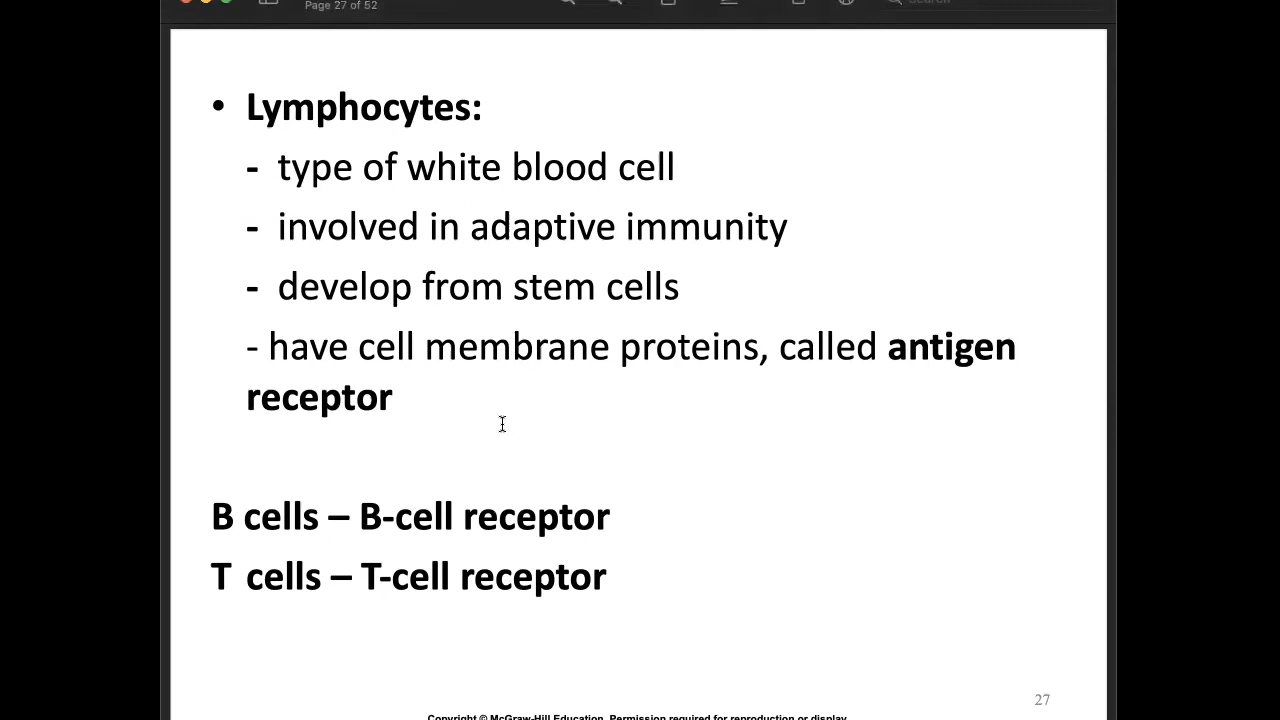 Page 27 of 52
Search
• Lymphocytes:
- type of white blood cell
- involved in adaptive immunity
- develop from stem cells
- have cell membrane proteins, called antigen
receptor
B cells – B-cell receptor
T cells – T-cell receptor
27
Copyright © McGraw-Hill Education. Permission required for reproduction or display.